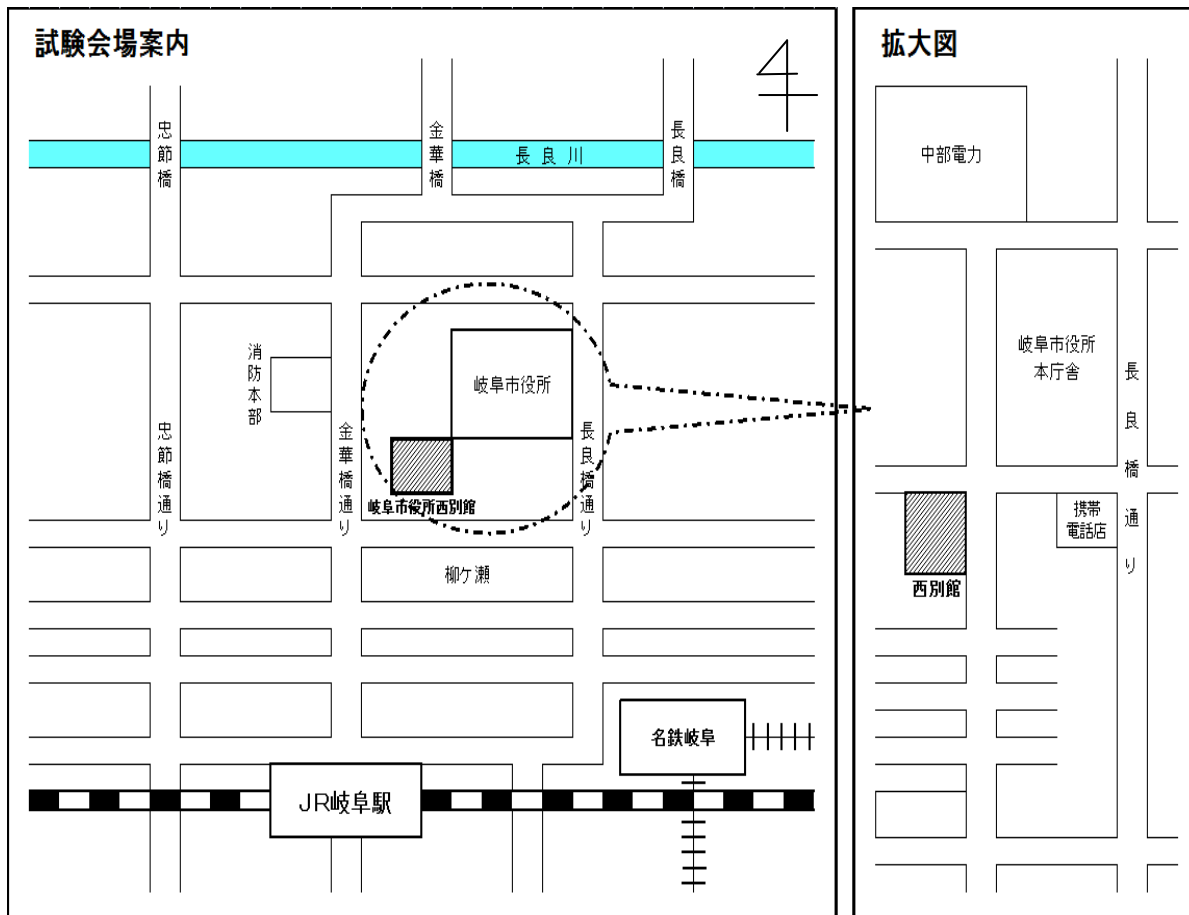 試験会場案内
忠節橋
金華橋
長良川
長良橋
消防本部
岐阜市役所
忠節橋通り
金華橋通り
長良橋通り
岐阜市役所西別館
柳ケ瀬
名鉄岐阜
JR岐阜駅
拡大図
中部電力
岐阜市役所
本庁舎
長良橋通り
携帯
電話店
西別館